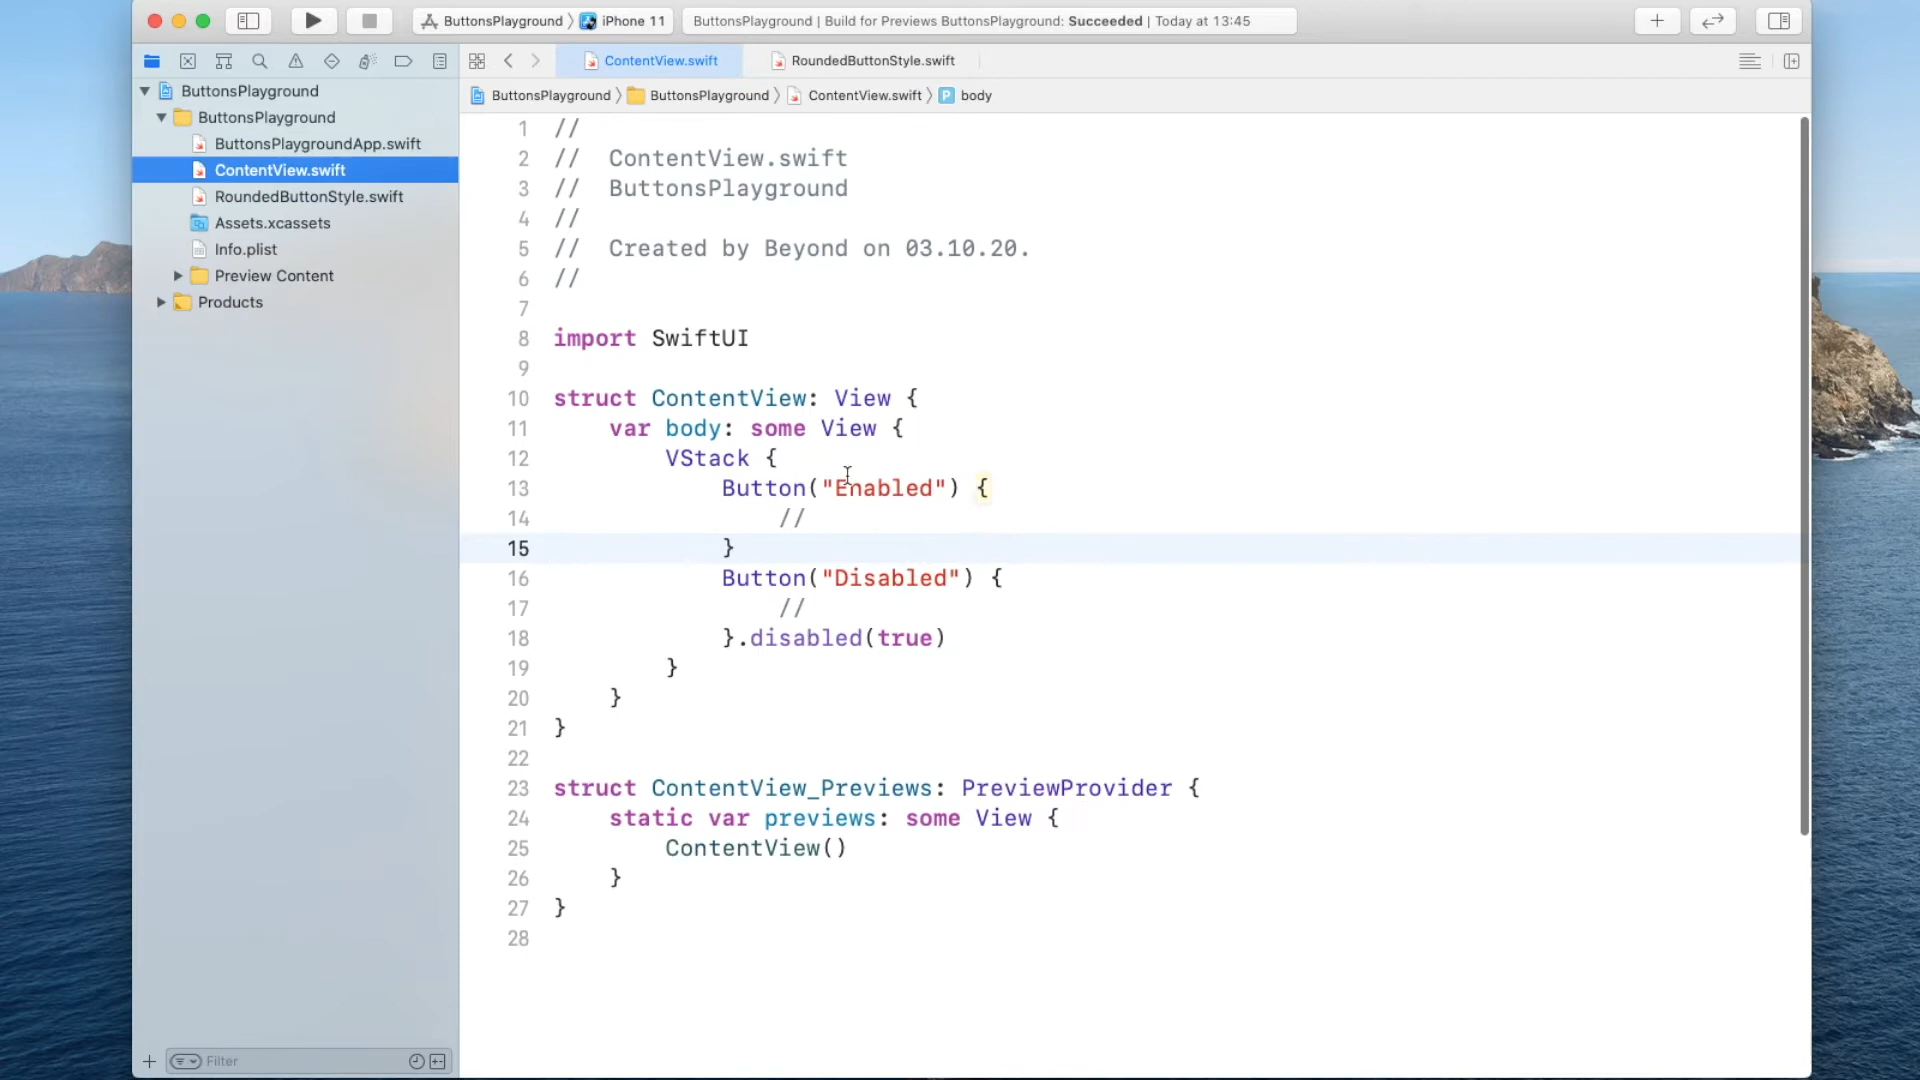 ButtonsPlayground 〉 iPhone 11
ButtonsPlayground | Build for Previews ButtonsPlayground: Succeeded | Today at 13:45
ContentView.swift
RoundedButtonStyle.swift
ButtonsPlayground 〉 ButtonsPlayground 〉 ContentView.swift 〉 P body
ButtonsPlayground
ButtonsPlayground
ButtonsPlaygroundApp.swift
ContentView.swift
RoundedButtonStyle.swift
Assets.xcassets
Info.plist
Preview Content
Products
Filter
1 //
2 //  ContentView.swift
3 //  ButtonsPlayground
4 //
5 //  Created by Beyond on 03.10.20.
6 //
7
8 import SwiftUI
9
10 struct ContentView: View {
11     var body: some View {
12         VStack {
13             Button("Enabled") {
14                 //
15             }
16             Button("Disabled") {
17                 //
18             }.disabled(true)
19         }
20     }
21 }
22
23 struct ContentView_Previews: PreviewProvider {
24     static var previews: some View {
25         ContentView()
26     }
27 }
28